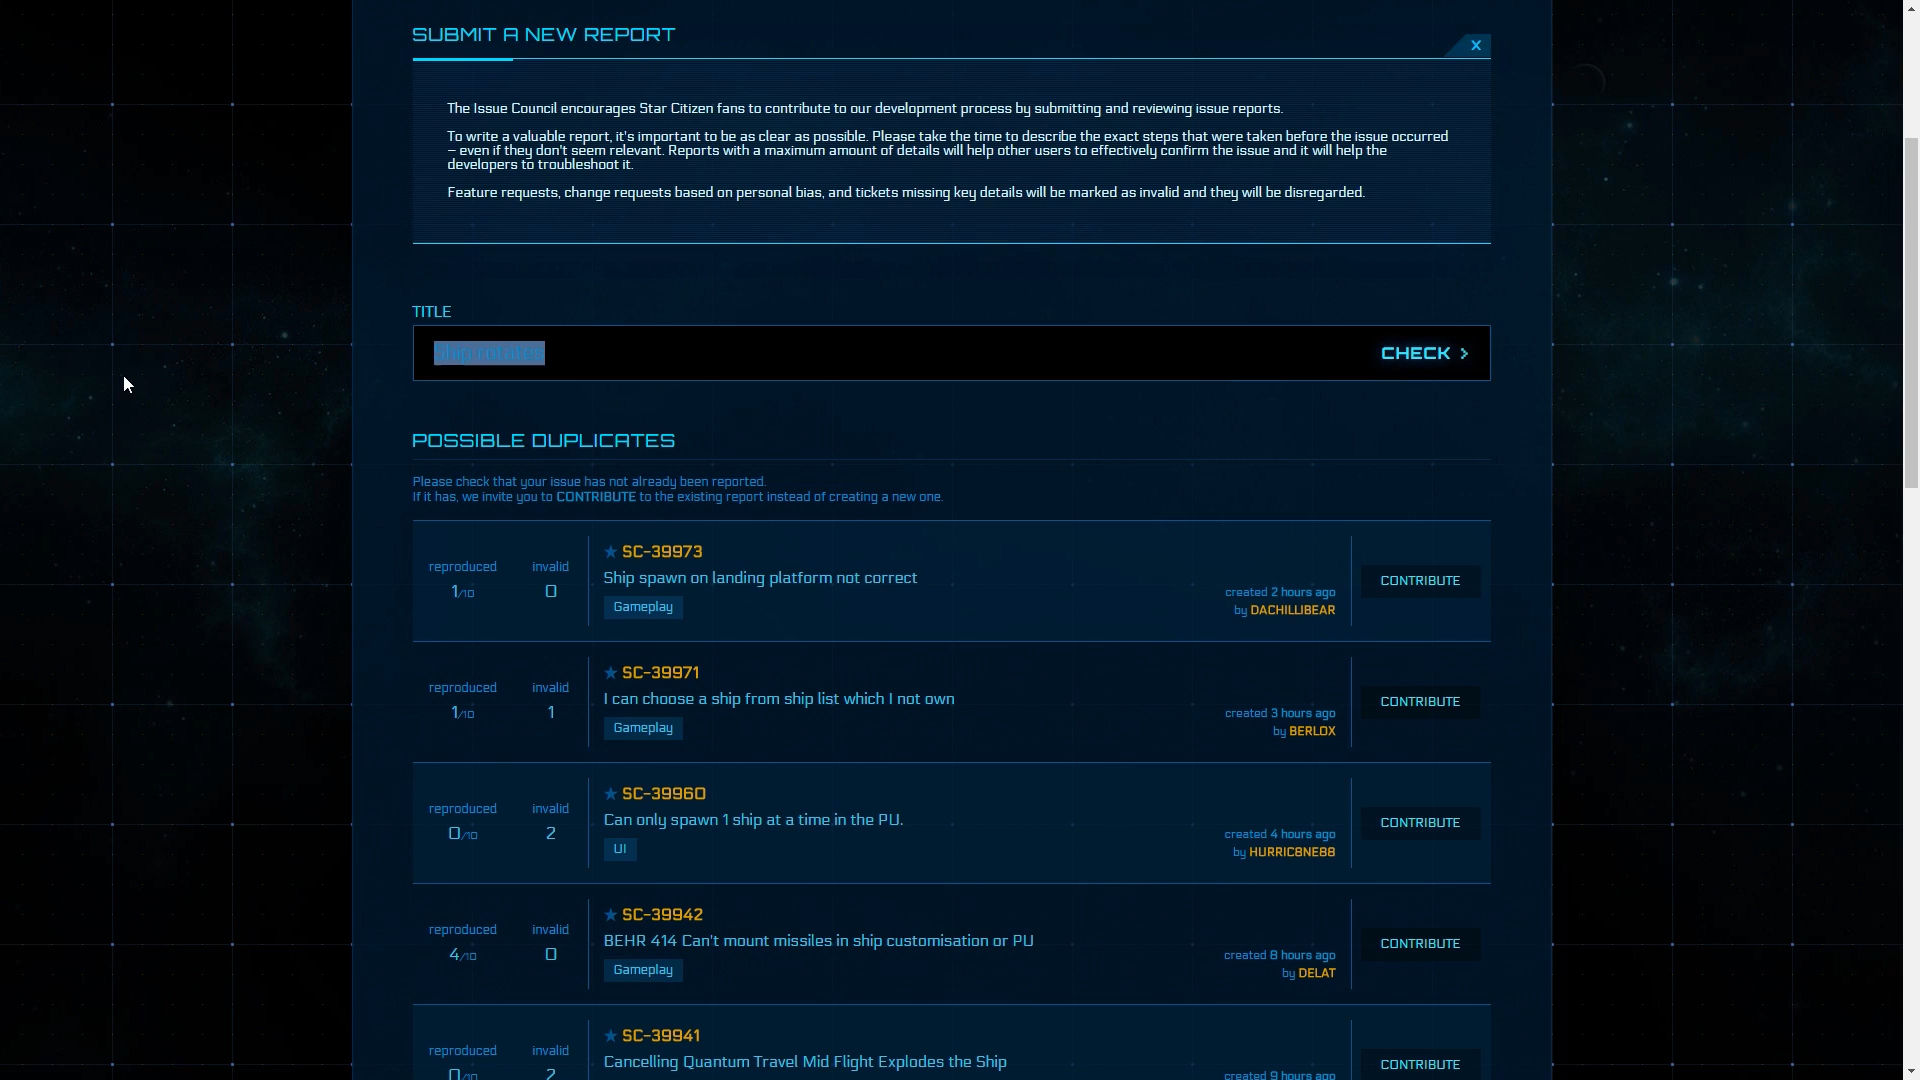 SUBMIT A NEW REPORT
X
The Issue Council encourages Star Citizen fans to contribute to our development process by submitting and reviewing issue reports.
To write a valuable report, it's important to be as clear as possible. Please take the time to describe the exact steps that were taken before the issue occurred
– even if they don't seem relevant. Reports with a maximum amount of details will help other users to effectively confirm the issue and it will help the
developers to troubleshoot it.
Feature requests, change requests based on personal bias, and tickets missing key details will be marked as invalid and they will be disregarded.
TITLE
Ship rotates
CHECK >
POSSIBLE DUPLICATES
Please check that your issue has not already been reported.
If it has, we invite you to CONTRIBUTE to the existing report instead of creating a new one.
reproduced
1/10
invalid
0
★ SC-39973
Ship spawn on landing platform not correct
Gameplay
created 2 hours ago
by DACHILLIBEAR
CONTRIBUTE
reproduced
1/10
invalid
1
★ SC-39971
I can choose a ship from ship list which I not own
Gameplay
created 3 hours ago
by BERLOX
CONTRIBUTE
reproduced
0/10
invalid
2
★ SC-39960
Can only spawn 1 ship at a time in the PU.
UI
created 4 hours ago
by HURRIC8NE88
CONTRIBUTE
reproduced
4/10
invalid
0
★ SC-39942
BEHR 414 Can't mount missiles in ship customisation or PU
Gameplay
created 8 hours ago
by DELAT
CONTRIBUTE
reproduced
0/10
invalid
2
★ SC-39941
Cancelling Quantum Travel Mid Flight Explodes the Ship
created 9 hours ago
CONTRIBUTE